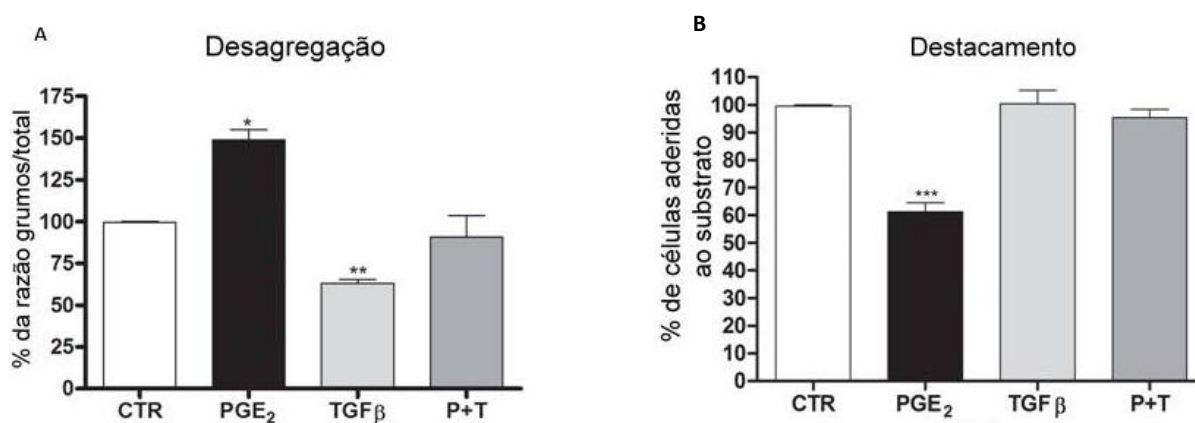 A
Desagregação
% da razão grumos/total
175
150
125
100
75
50
25
0
*
**
CTR
PGE₂
TGFβ
P+T
B
Destacamento
% de células aderidas
ao substrato
110
100
90
80
70
60
50
40
30
20
10
0
***
CTR
PGE₂
TGFβ
P+T